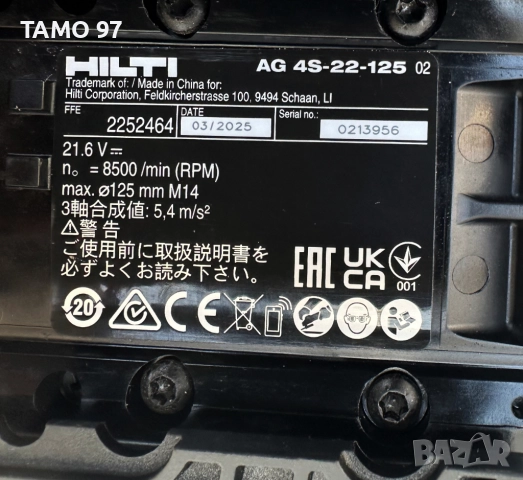 TAMO 97
HILTI AG 4S-22-125 02
Trademark of: / Made in China for:
Hilti Corporation, Feldkircherstrasse 100, 9494 Schaan, LI
FFE DATE Serial no.:
2252464 03/2025 0213956
21.6 V
n₀ = 8500 /min (RPM)
max. ⌀125 mm M14
3軸合成値: 5,4 m/s²
⚠警告
ご使用前に取扱説明書を
必ずよくお読み下さい。
EAC UK CA 001
20 CE
BAZAR